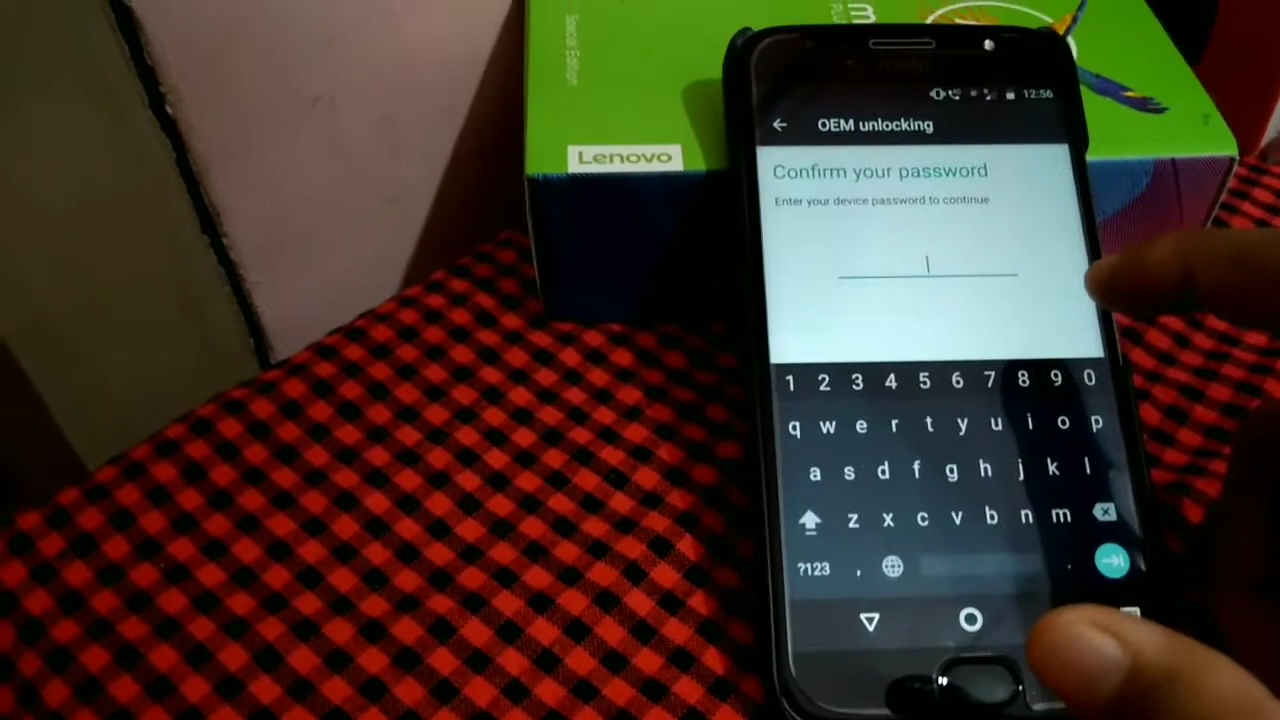 Special Edition
3
Lenovo
12:56
OEM unlocking
Confirm your password
Enter your device password to continue
1 2 3 4 5 6 7 8 9 0
q w e r t y u i o p
a s d f g h j k l
z x c v b n m
?123 , .